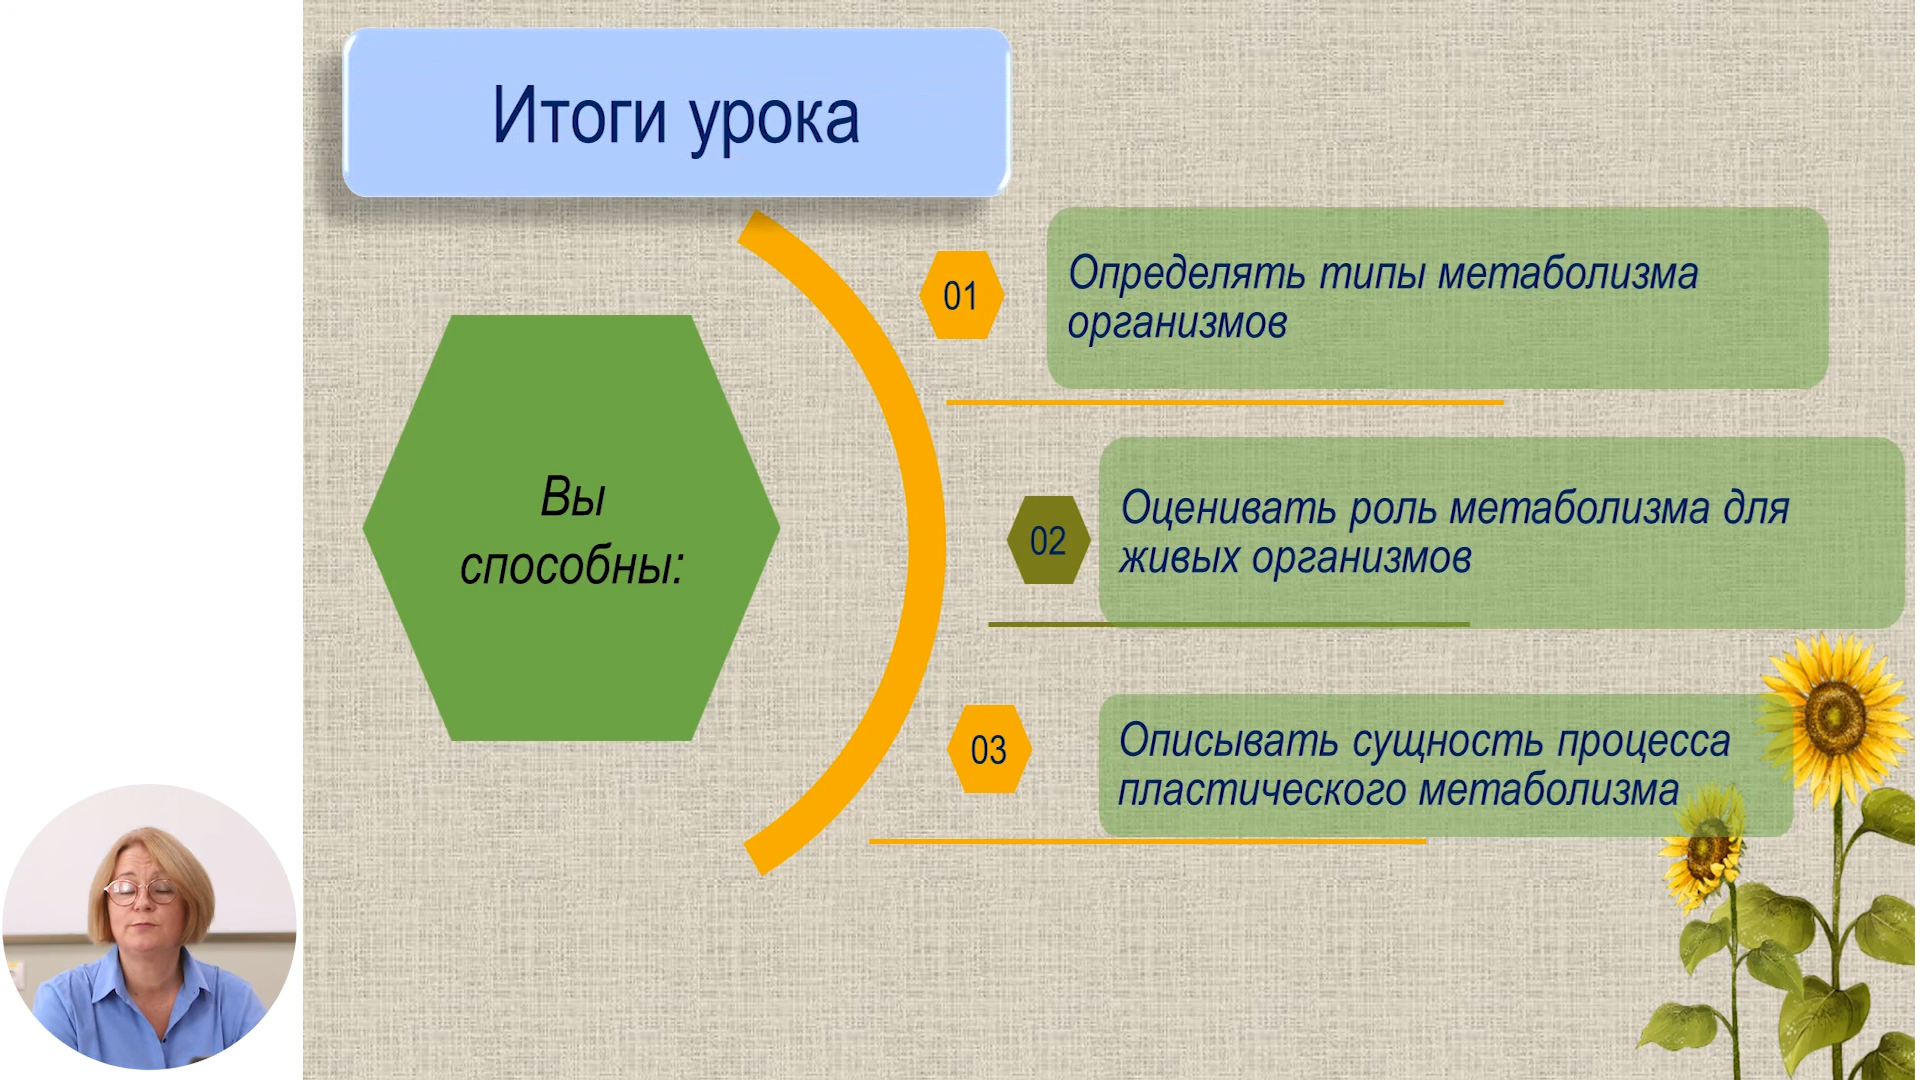 Итоги урока
Вы
способны:
01
Определять типы метаболизма
организмов
02
Оценивать роль метаболизма для
живых организмов
03
Описывать сущность процесса
пластического метаболизма